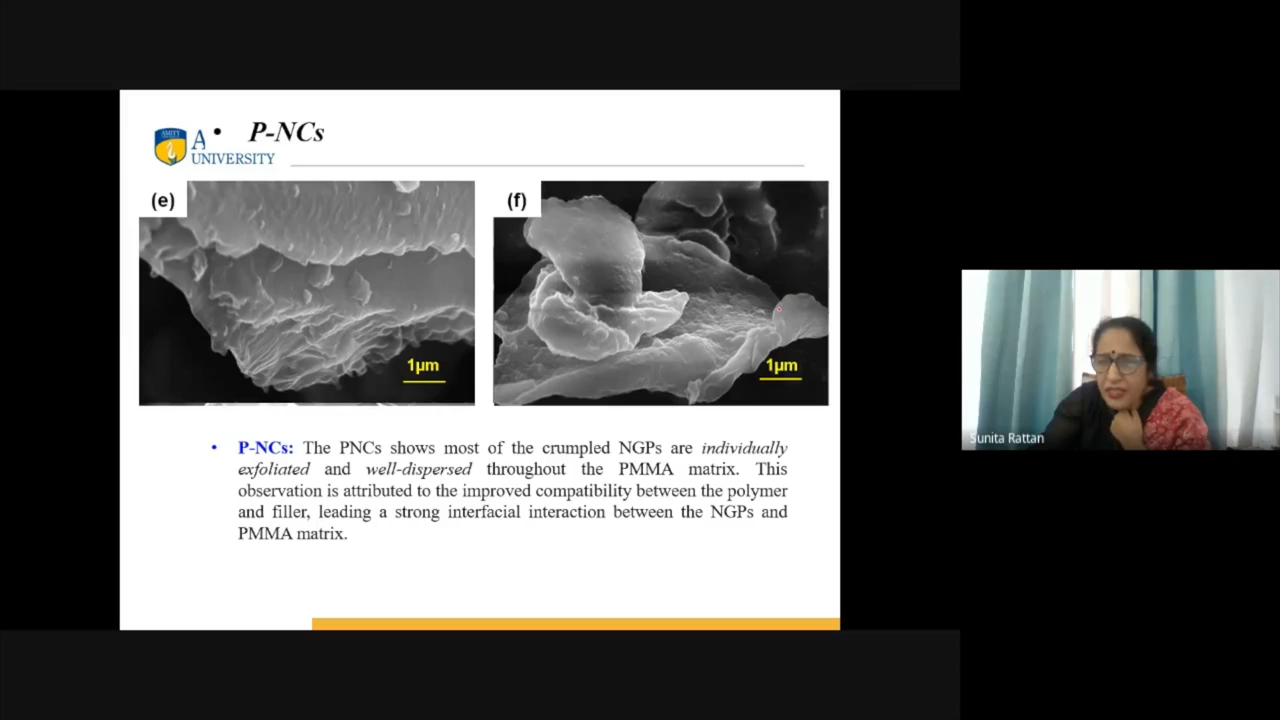 • P-NCs
AMITY
A
UNIVERSITY
(e)
(f)
1µm
1µm
• P-NCs: The PNCs shows most of the crumpled NGPs are individually
exfoliated and well-dispersed throughout the PMMA matrix. This
observation is attributed to the improved compatibility between the polymer
and filler, leading a strong interfacial interaction between the NGPs and
PMMA matrix.
Sunita Rattan